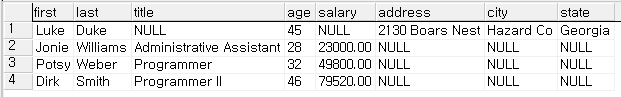 first last title age salary address city state
1 Luke Duke NULL 45 NULL 2130 Boars Nest Hazard Co Georgia
2 Jonie Williams Administrative Assistant 28 23000.00 NULL NULL NULL
3 Potsy Weber Programmer 32 49800.00 NULL NULL NULL
4 Dirk Smith Programmer II 46 79520.00 NULL NULL NULL